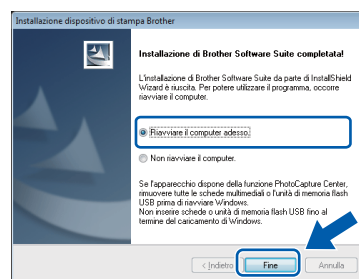 Installazione dispositivo di stampa Brother
Installazione di Brother Software Suite completata!
L'installazione di Brother Software Suite da parte di InstallShield
Wizard è riuscita. Per potere utilizzare il programma, occorre
riavviare il computer.
Riavviare il computer adesso.
Non riavviare il computer.
Se l'apparecchio dispone della funzione PhotoCapture Center,
rimuovere tutte le schede multimediali o l'unità di memoria flash
USB prima di riavviare Windows.
Non inserire schede o unità di memoria flash USB fino al
termine del caricamento di Windows.
< Indietro
Fine
Annulla